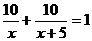 10/x + 10/(x+5) = 1